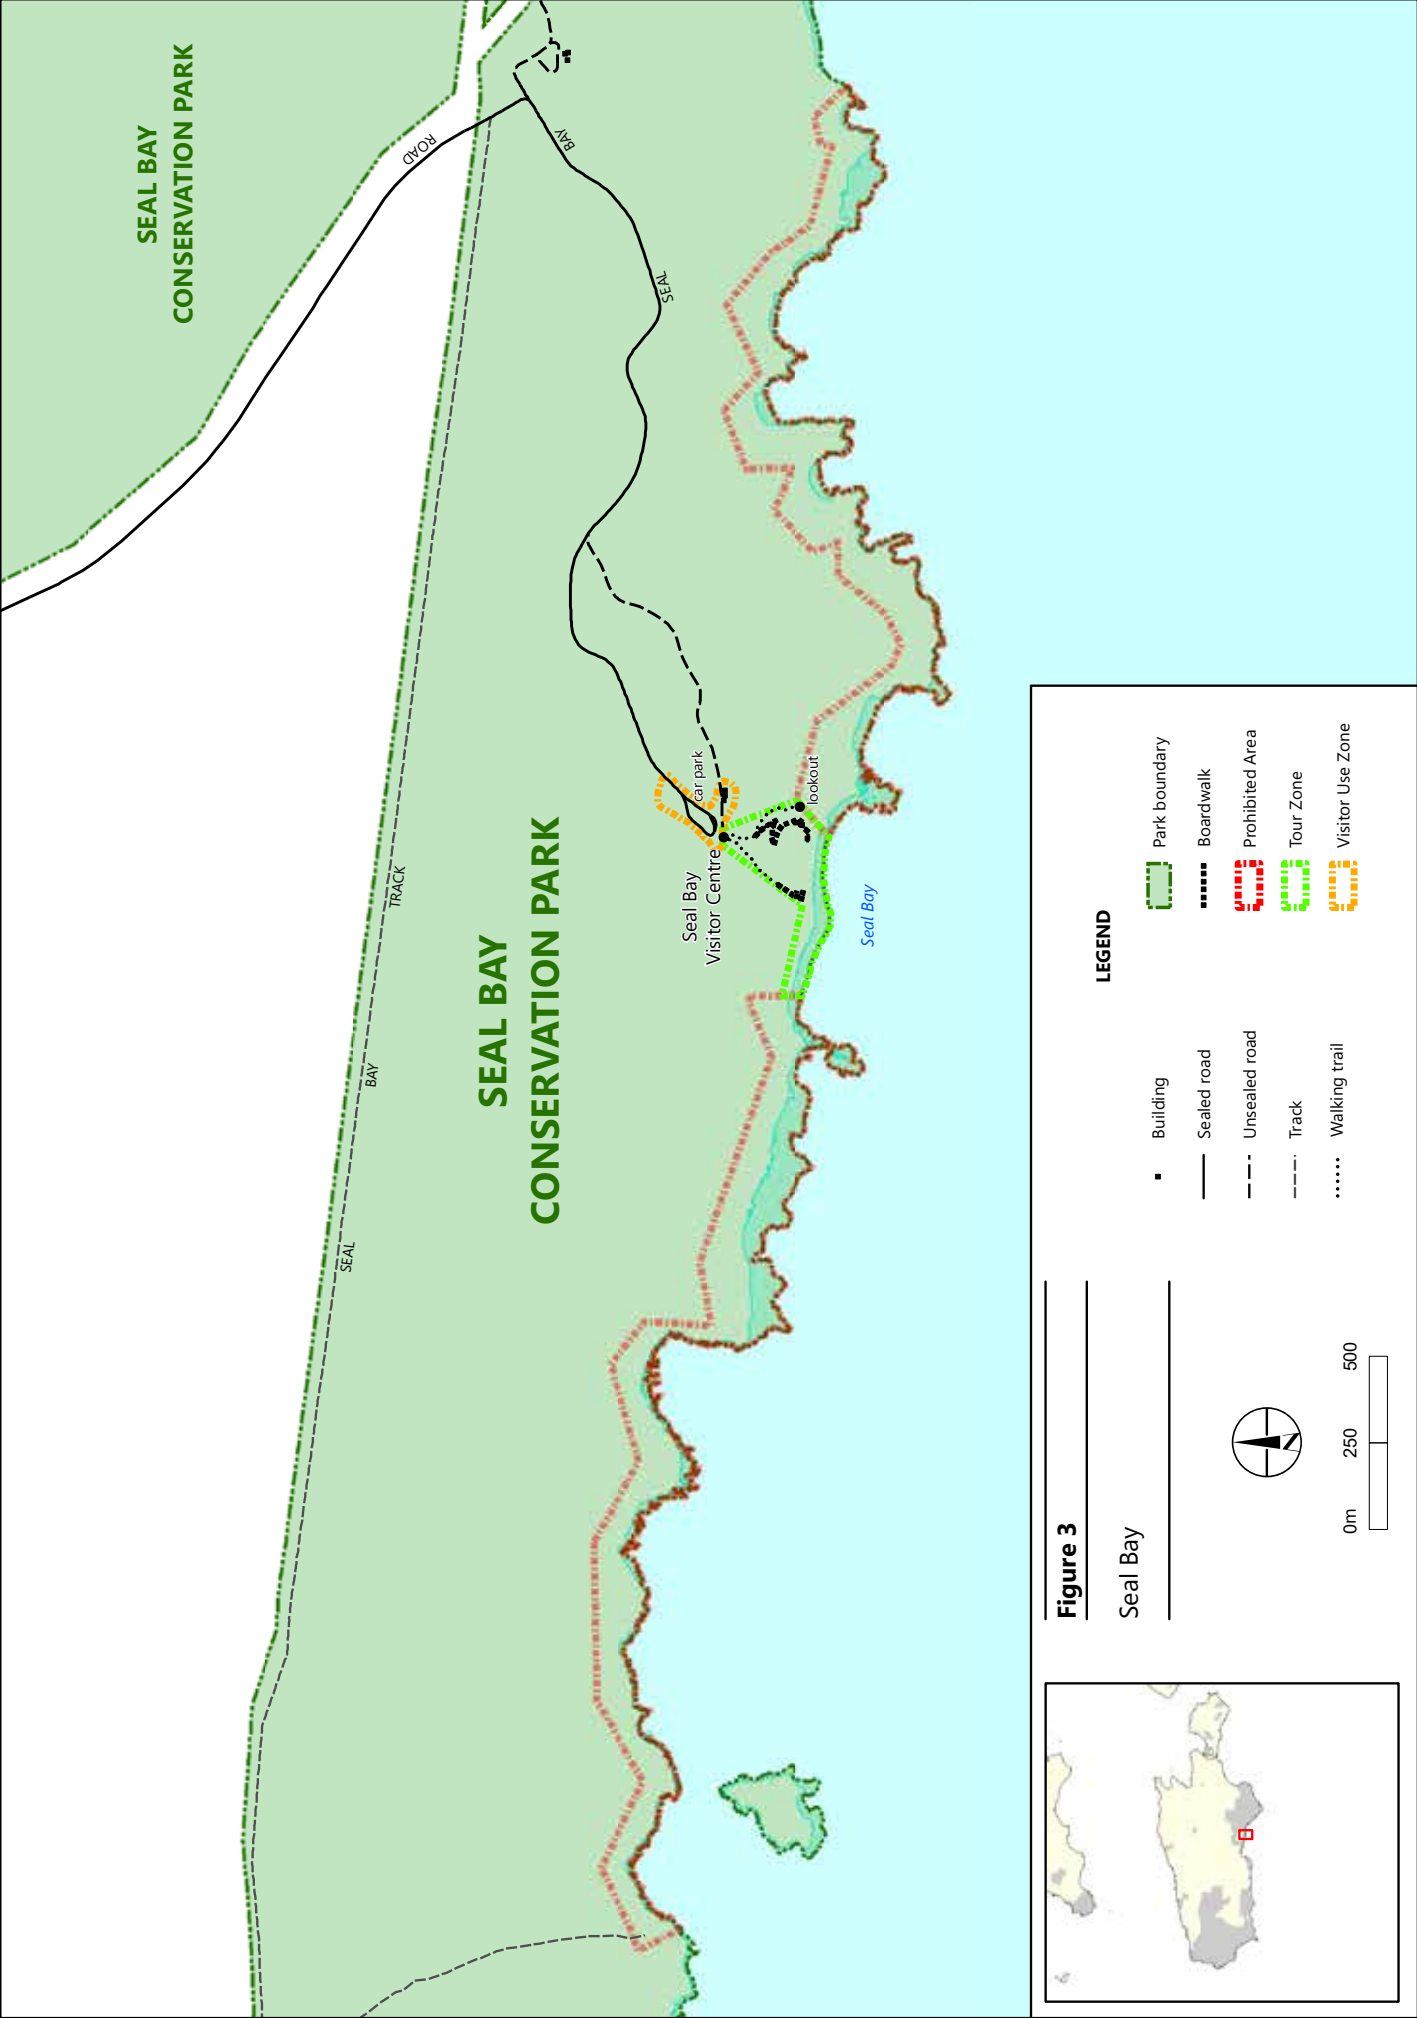 SEAL BAY
CONSERVATION PARK
ROAD
BAY
SEAL
SEAL BAY
CONSERVATION PARK
SEAL
BAY
TRACK
car park
Seal Bay
Visitor Centre
lookout
Seal Bay
Figure 3
Seal Bay
N
0m 250 500
LEGEND
Building
Sealed road
Unsealed road
Track
Walking trail
Park boundary
Boardwalk
Prohibited Area
Tour Zone
Visitor Use Zone